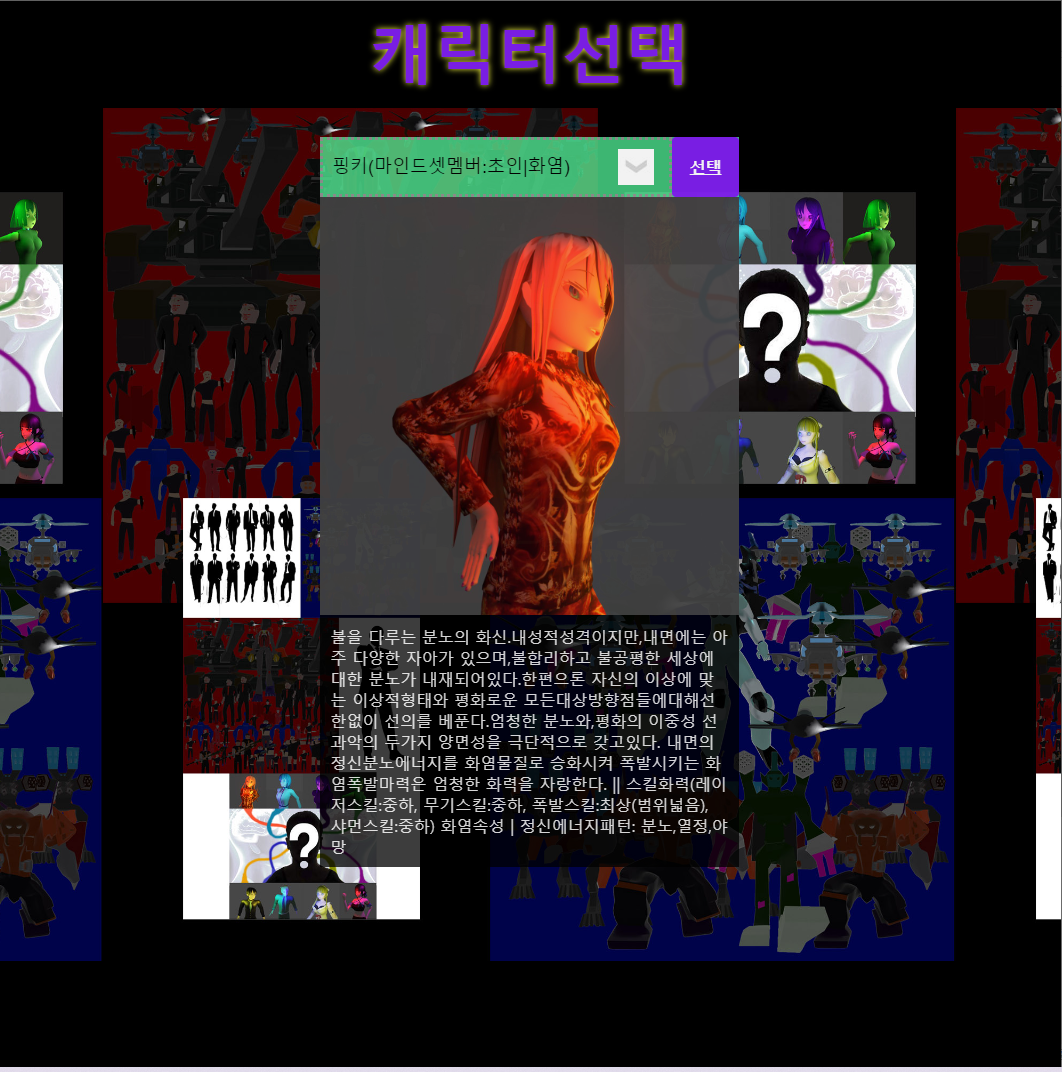 캐릭터선택
핑키(마인드셋멤버:초인|화염)
선택
?
불을 다루는 분노의 화신.내성적성격이지만,내면에는 아
주 다양한 자아가 있으며,불합리하고 불공평한 세상에
대한 분노가 내재되어있다.한편으론 자신의 이상에 맞
는 이상적형태와 평화로운 모든대상방향점들에대해선
한없이 선의를 베푼다.엄청한 분노와,평화의 이중성 선
과악의 두가지 양면성을 극단적으로 갖고있다. 내면의
정신분노에너지를 화염물질로 승화시켜 폭발시키는 화
염폭발마력은 엄청한 화력을 자랑한다. || 스킬화력(레이
저스킬:중하, 무기스킬:중하, 폭발스킬:최상(범위넓음),
사면스킬:중하) 화염속성 | 정신에너지패턴: 분노,열정,야
망
?